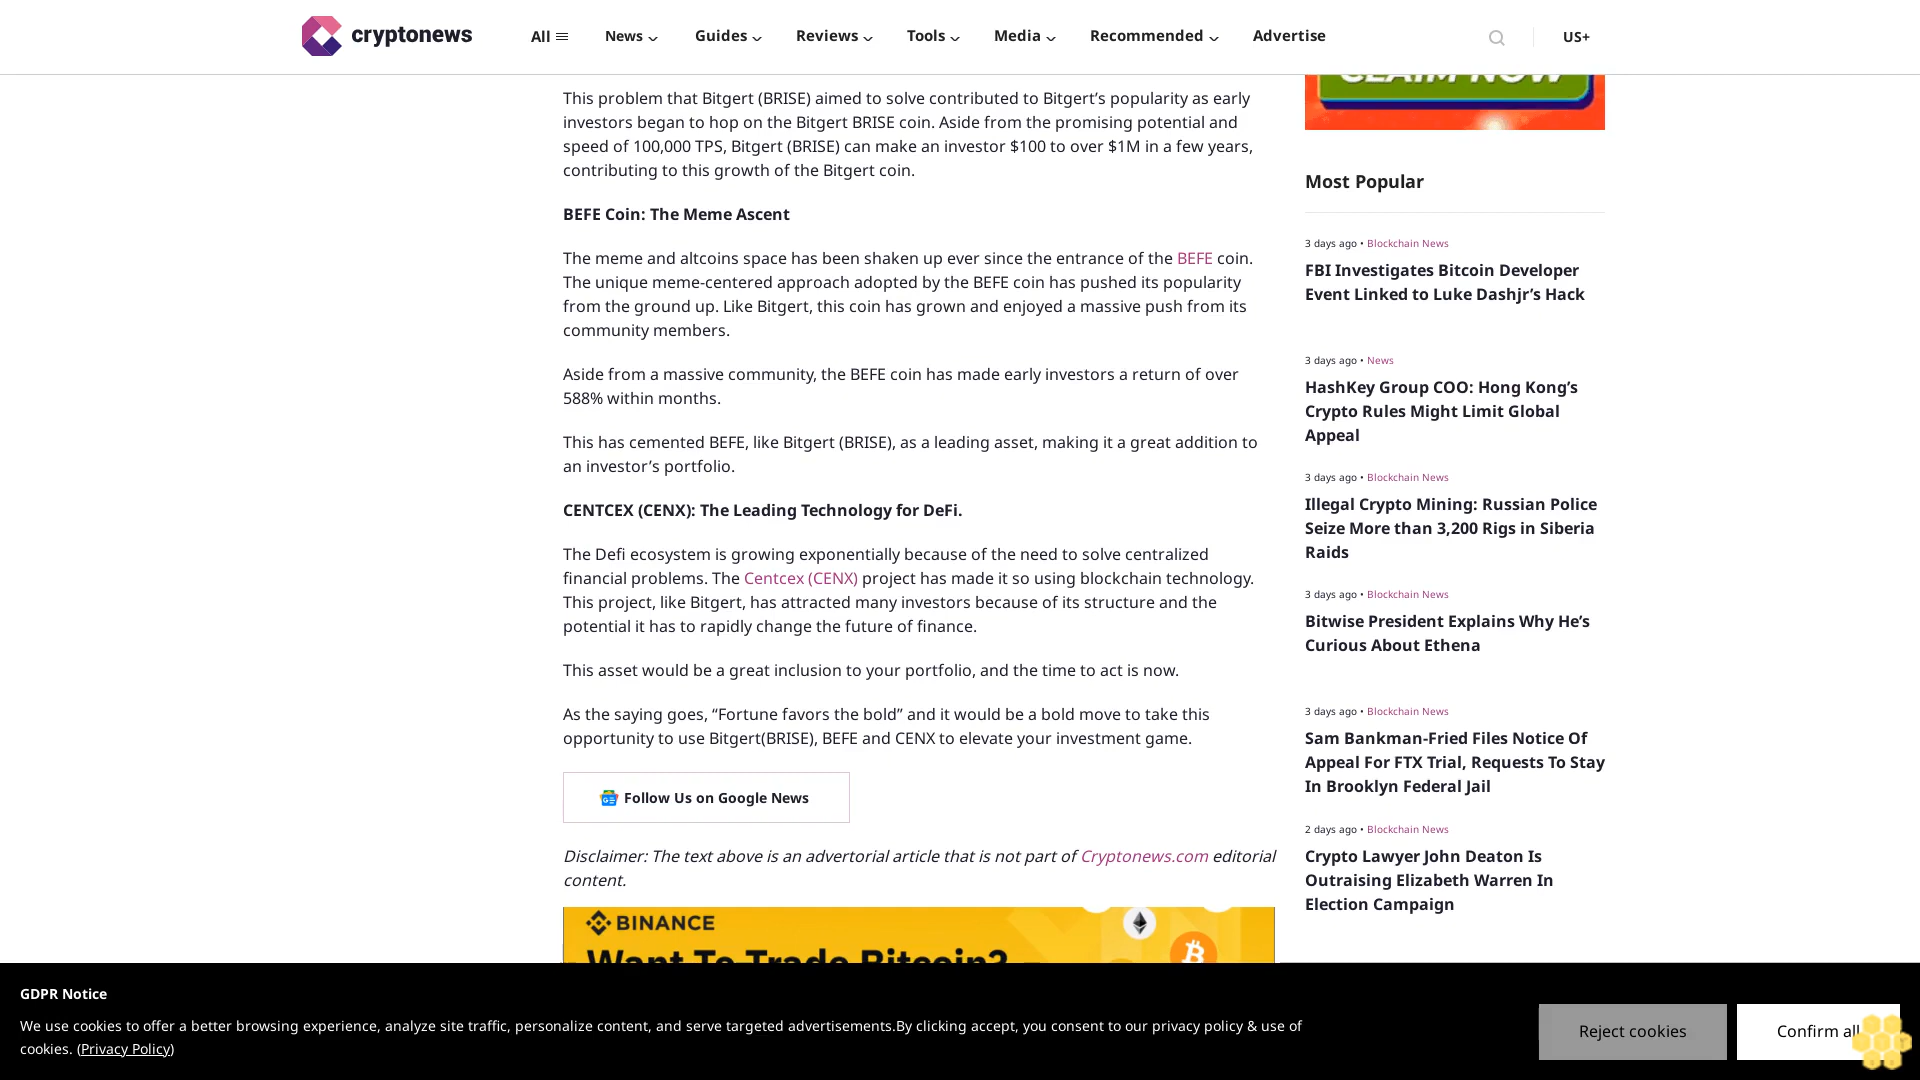 cryptonews
All
News
Guides
Reviews
Tools
Media
Recommended
Advertise
US+
This problem that Bitgert (BRISE) aimed to solve contributed to Bitgert’s popularity as early
investors began to hop on the Bitgert BRISE coin. Aside from the promising potential and
speed of 100,000 TPS, Bitgert (BRISE) can make an investor $100 to over $1M in a few years,
contributing to this growth of the Bitgert coin.
BEFE Coin: The Meme Ascent
The meme and altcoins space has been shaken up ever since the entrance of the BEFE coin.
The unique meme-centered approach adopted by the BEFE coin has pushed its popularity
from the ground up. Like Bitgert, this coin has grown and enjoyed a massive push from its
community members.
Aside from a massive community, the BEFE coin has made early investors a return of over
588% within months.
This has cemented BEFE, like Bitgert (BRISE), as a leading asset, making it a great addition to
an investor’s portfolio.
CENTCEX (CENX): The Leading Technology for DeFi.
The Defi ecosystem is growing exponentially because of the need to solve centralized
financial problems. The Centcex (CENX) project has made it so using blockchain technology.
This project, like Bitgert, has attracted many investors because of its structure and the
potential it has to rapidly change the future of finance.
This asset would be a great inclusion to your portfolio, and the time to act is now.
As the saying goes, “Fortune favors the bold” and it would be a bold move to take this
opportunity to use Bitgert(BRISE), BEFE and CENX to elevate your investment game.
Follow Us on Google News
Disclaimer: The text above is an advertorial article that is not part of Cryptonews.com editorial
content.
BINANCE
Want To Trade Bitcoin?
CLAIM NOW
Most Popular
3 days ago • Blockchain News
FBI Investigates Bitcoin Developer
Event Linked to Luke Dashjr’s Hack
3 days ago • News
HashKey Group COO: Hong Kong’s
Crypto Rules Might Limit Global
Appeal
3 days ago • Blockchain News
Illegal Crypto Mining: Russian Police
Seize More than 3,200 Rigs in Siberia
Raids
3 days ago • Blockchain News
Bitwise President Explains Why He’s
Curious About Ethena
3 days ago • Blockchain News
Sam Bankman-Fried Files Notice Of
Appeal For FTX Trial, Requests To Stay
In Brooklyn Federal Jail
2 days ago • Blockchain News
Crypto Lawyer John Deaton Is
Outraising Elizabeth Warren In
Election Campaign
GDPR Notice
We use cookies to offer a better browsing experience, analyze site traffic, personalize content, and serve targeted advertisements.By clicking accept, you consent to our privacy policy & use of
cookies. (Privacy Policy)
Reject cookies
Confirm all